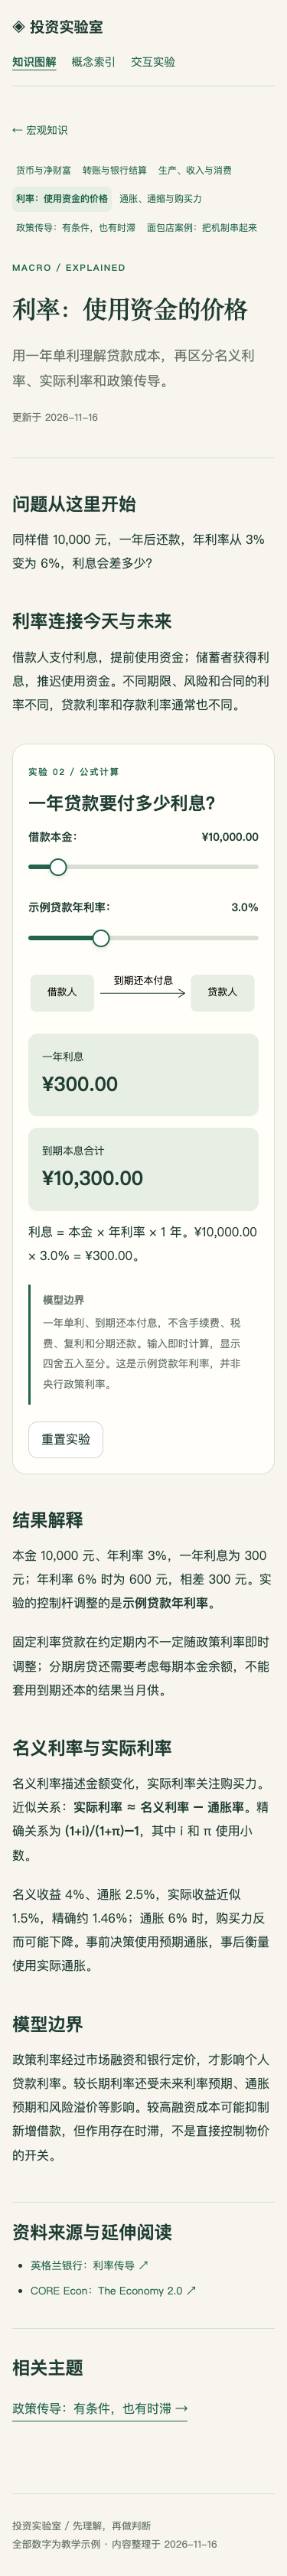 ◈ 投资实验室
知识图解 概念索引 交互实验
← 宏观知识
货币与净财富 转账与银行结算 生产、收入与消费
利率：使用资金的价格 通胀、通缩与购买力
政策传导：有条件，也有时滞 面包店案例：把机制串起来
MACRO / EXPLAINED
利率：使用资金的价格
用一年单利理解贷款成本，再区分名义利
率、实际利率和政策传导。
更新于 2026-11-16
问题从这里开始
同样借 10,000 元，一年后还款，年利率从 3%
变为 6%，利息会差多少？
利率连接今天与未来
借款人支付利息，提前使用资金；储蓄者获得利
息，推迟使用资金。不同期限、风险和合同的利
率不同，贷款利率和存款利率通常也不同。
实验 02 / 公式计算
一年贷款要付多少利息？
借款本金： ¥10,000.00
示例贷款年利率： 3.0%
借款人 到期还本付息 贷款人
一年利息
¥300.00
到期本息合计
¥10,300.00
利息 = 本金 × 年利率 × 1 年。¥10,000.00
× 3.0% = ¥300.00。
模型边界
一年单利、到期还本付息，不含手续费、税
费、复利和分期还款。输入即时计算，显示
四舍五入至分。这是示例贷款年利率，并非
央行政策利率。
重置实验
结果解释
本金 10,000 元、年利率 3%，一年利息为 300
元；年利率 6% 时为 600 元，相差 300 元。实
验的控制杆调整的是示例贷款年利率。
固定利率贷款在约定期内不一定随政策利率即时
调整；分期房贷还需要考虑每期本金余额，不能
套用到期还本的结果当月供。
名义利率与实际利率
名义利率描述金额变化，实际利率关注购买力。
近似关系：实际利率 ≈ 名义利率 − 通胀率。精
确关系为 (1+i)/(1+π)−1，其中 i 和 π 使用小
数。
名义收益 4%、通胀 2.5%，实际收益近似
1.5%，精确约 1.46%；通胀 6% 时，购买力反
而可能下降。事前决策使用预期通胀，事后衡量
使用实际通胀。
模型边界
政策利率经过市场融资和银行定价，才影响个人
贷款利率。较长期利率还受未来利率预期、通胀
预期和风险溢价等影响。较高融资成本可能抑制
新增借款，但作用存在时滞，不是直接控制物价
的开关。
资料来源与延伸阅读
英格兰银行：利率传导 ↗
CORE Econ：The Economy 2.0 ↗
相关主题
政策传导：有条件，也有时滞 →
投资实验室 / 先理解，再做判断
全部数字为教学示例 · 内容整理于 2026-11-16